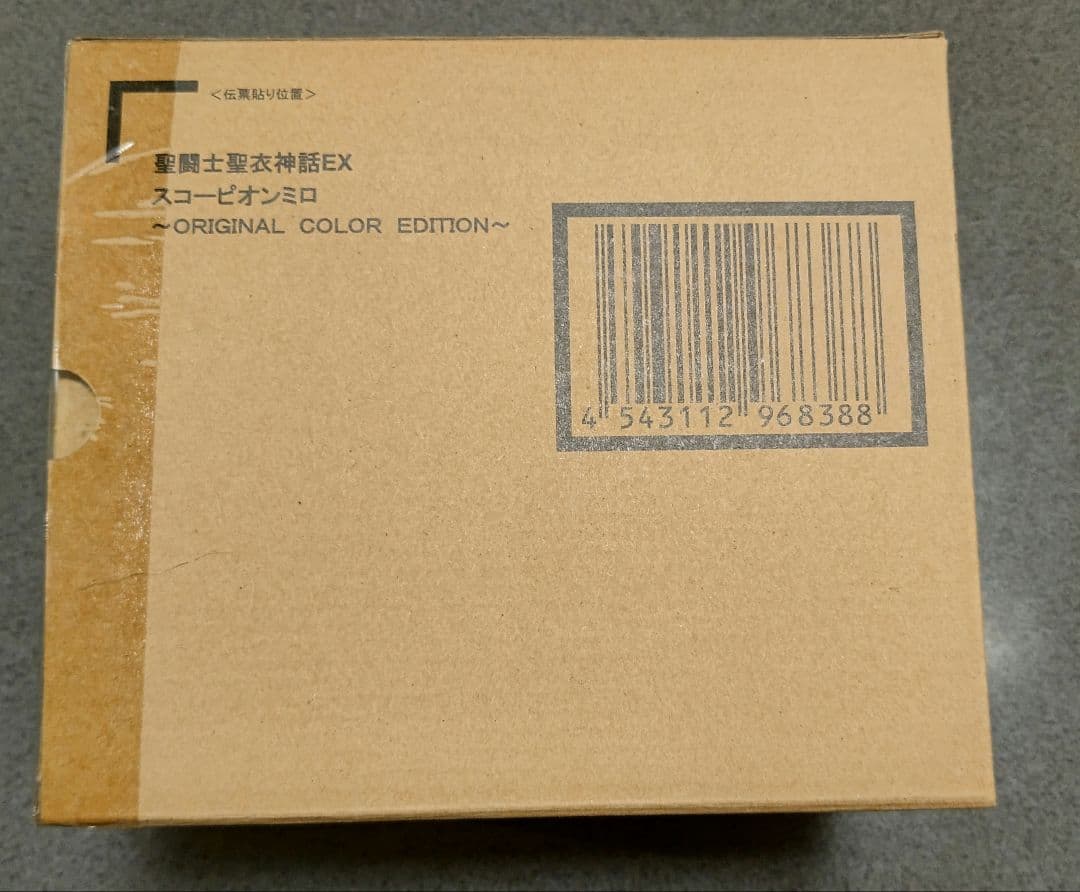 ＜伝票貼り位置＞
聖闘士聖衣神話EX
スコーピオンミロ
～ORIGINAL COLOR EDITION～
4 543112 968388